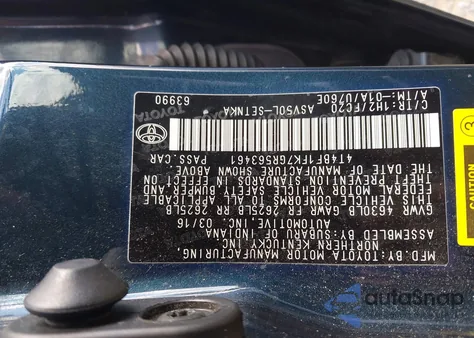 MFD. BY: TOYOTA MOTOR MANUFACTURING,
NORTHERN KENTUCKY, INC.
ASSEMBLED BY: SUBARU OF INDIANA
AUTOMOTIVE, INC. 03/16
GVWR 4630LB GAWR FR 2625LB RR 2625LB
THIS VEHICLE CONFORMS TO ALL APPLICABLE
FEDERAL MOTOR VEHICLE SAFETY, BUMPER, AND
THEFT PREVENTION STANDARDS IN EFFECT ON
THE DATE OF MANUFACTURE SHOWN ABOVE.
4T4BF1FK7GR563461 PASS.CAR
C/TR: 1H2/FC20 ASV50L-SETNKA
A/TM: -01A/U760E 63990
TOYOTA
3
autoSnap